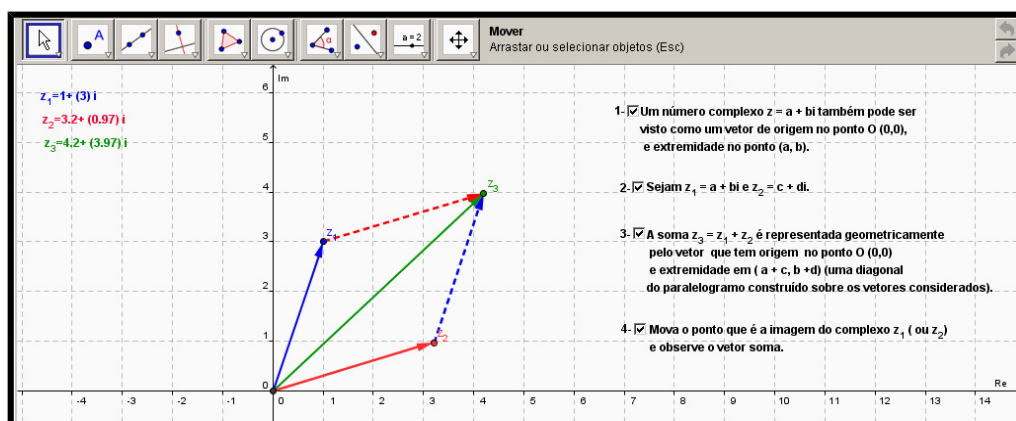 Mover
Arrastar ou selecionar objetos (Esc)
A
α
a = 2
Im
z₁=1+ (3) i
z₂=3.2+ (0.97) i
z₃=4.2+ (3.97) i
6
5
4
3
2
1
0
z₁
z₂
z₃
-4 -3 -2 -1 0 1 2 3 4 5 6 7 8 9 10 11 12 13 14
Re
1- Um número complexo z = a + bi também pode ser
visto como um vetor de origem no ponto O (0,0),
e extremidade no ponto (a, b).
2- Sejam z₁ = a + bi e z₂ = c + di.
3- A soma z₃ = z₁ + z₂ é representada geometricamente
pelo vetor que tem origem no ponto O (0,0)
e extremidade em ( a + c, b +d) (uma diagonal
do paralelogramo construído sobre os vetores considerados).
4- Mova o ponto que é a imagem do complexo z₁ ( ou z₂)
e observe o vetor soma.